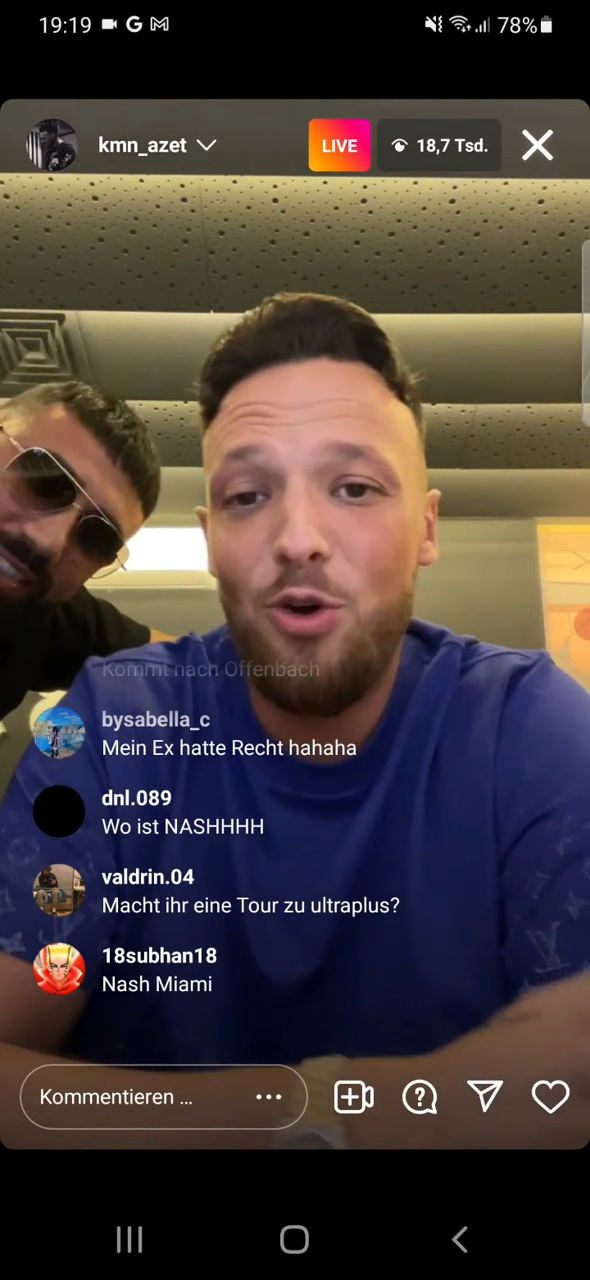 19:19
78%
kmn_azet
LIVE
18,7 Tsd.
Kommt nach Offenbach
bysabella_c
Mein Ex hatte Recht hahaha
dnl.089
Wo ist NASHHHH
valdrin.04
Macht ihr eine Tour zu ultraplus?
18subhan18
Nash Miami
Kommentieren ...